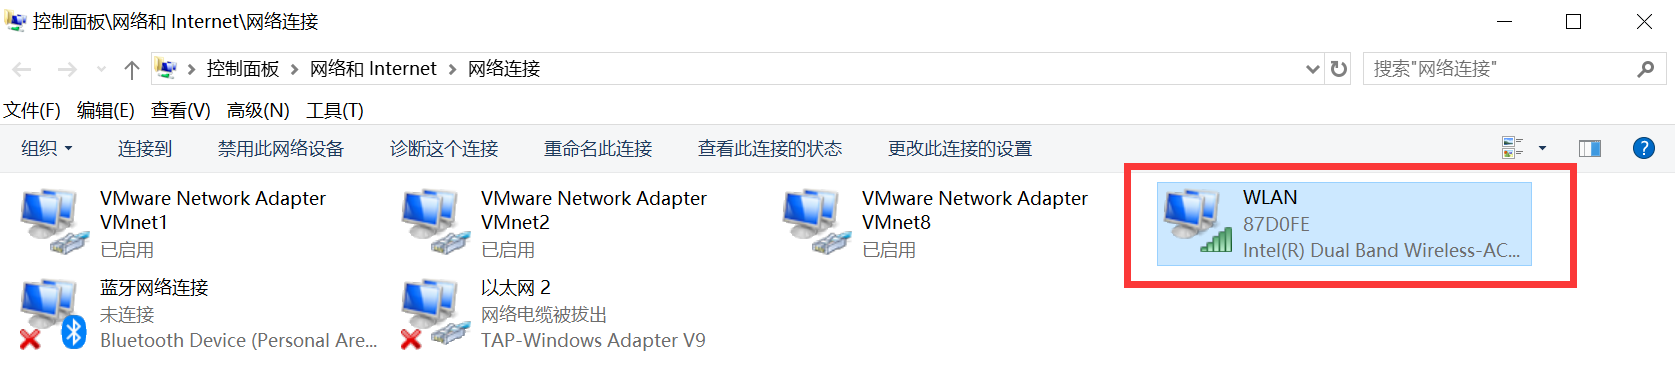 控制面板\网络和 Internet\网络连接
控制面板 网络和 Internet 网络连接
搜索"网络连接"
文件(F) 编辑(E) 查看(V) 高级(N) 工具(T)
组织 连接到 禁用此网络设备 诊断这个连接 重命名此连接 查看此连接的状态 更改此连接的设置
VMware Network Adapter
VMnet1
已启用
VMware Network Adapter
VMnet2
已启用
VMware Network Adapter
VMnet8
已启用
WLAN
87D0FE
Intel(R) Dual Band Wireless-AC...
蓝牙网络连接
未连接
Bluetooth Device (Personal Are...
以太网 2
网络电缆被拔出
TAP-Windows Adapter V9